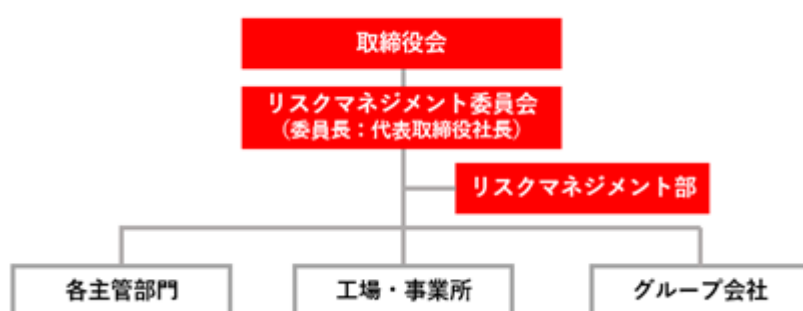 取締役会
リスクマネジメント委員会
（委員長：代表取締役社長）
リスクマネジメント部
各主管部門
工場・事業所
グループ会社